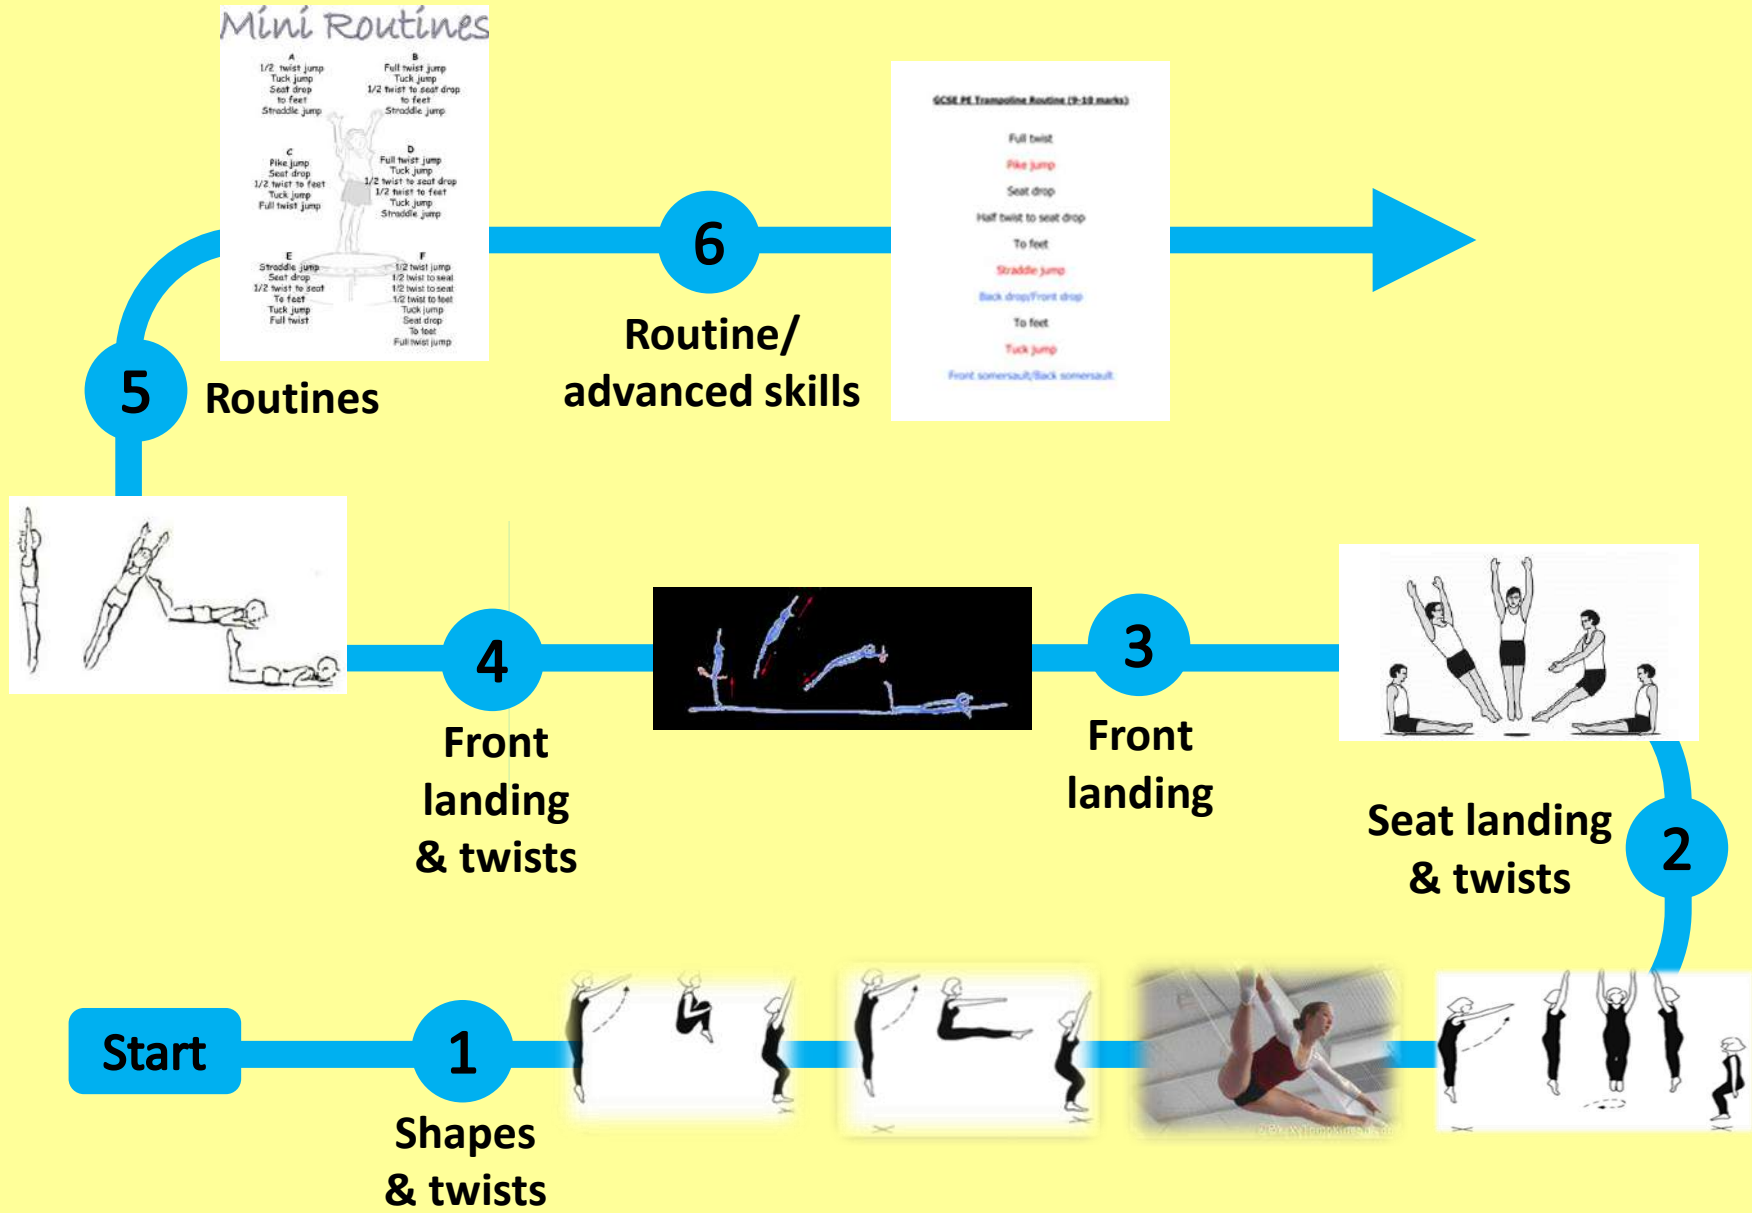 Mini Routines
A
1/2 twist jump
Tuck jump
Seat drop
to feet
Straddle jump
B
Full twist jump
Tuck jump
1/2 twist to seat drop
to feet
Straddle jump
C
Pike jump
Seat drop
1/2 twist to feet
Tuck jump
Full twist jump
D
Full twist jump
Tuck jump
1/2 twist to seat drop
1/2 twist to feet
Tuck jump
Straddle jump
E
Straddle jump
Seat drop
1/2 twist to seat
To feet
Tuck jump
Full twist
F
1/2 twist jump
1/2 twist to seat
1/2 twist to seat
1/2 twist to feet
Tuck jump
Seat drop
To feet
Full twist jump
GCSE PE Trampoline Routine (9-10 marks)
Full twist
Pike jump
Seat drop
Half twist to seat drop
To feet
Straddle jump
Back drop/Front drop
To feet
Tuck jump
Front somersault/Back somersault
6
Routine/
advanced skills
5
Routines
4
Front
landing
& twists
3
Front
landing
2
Seat landing
& twists
Start
1
Shapes
& twists